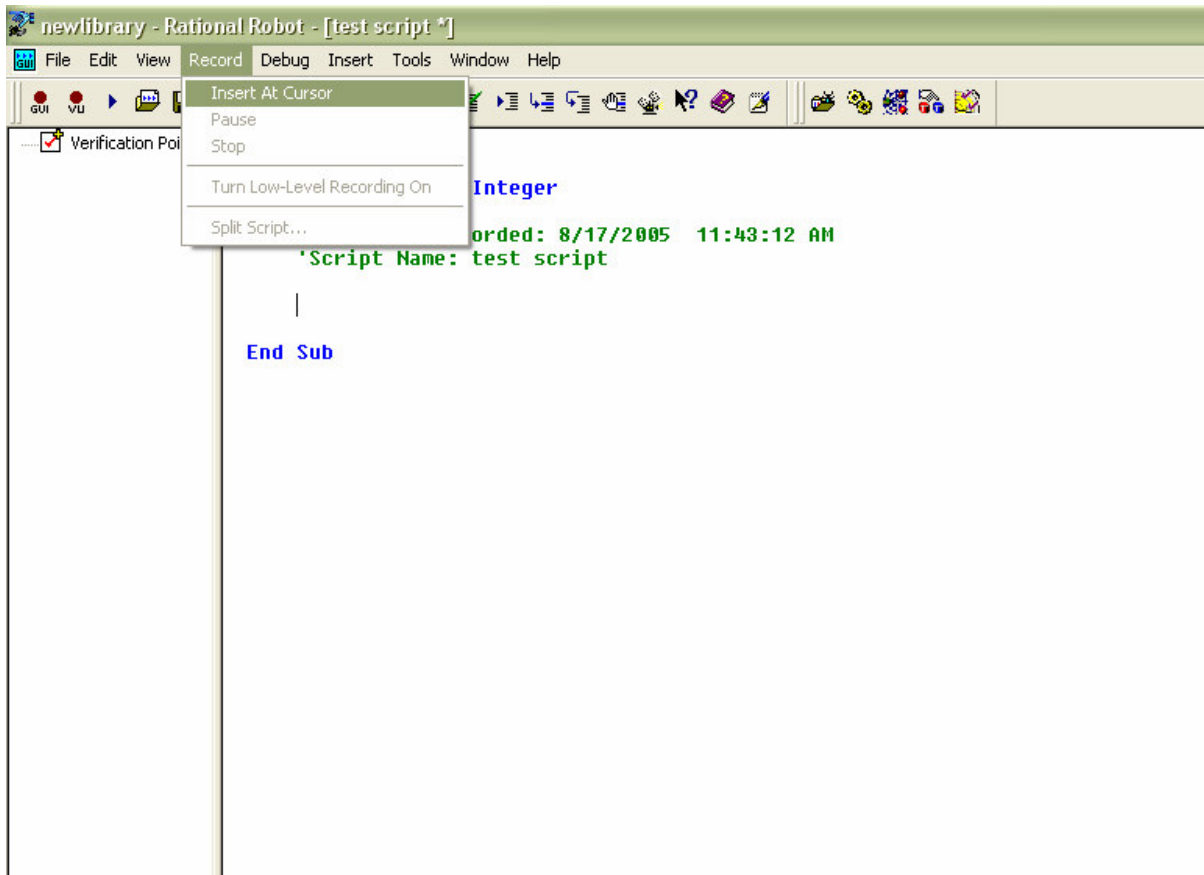 newlibrary - Rational Robot - [test script *]
GUI File Edit View Record Debug Insert Tools Window Help
GUI VU
Insert At Cursor
Pause
Stop
Turn Low-Level Recording On
Split Script...
Verification Poi
Integer
orded: 8/17/2005 11:43:12 AM
'Script Name: test script
End Sub